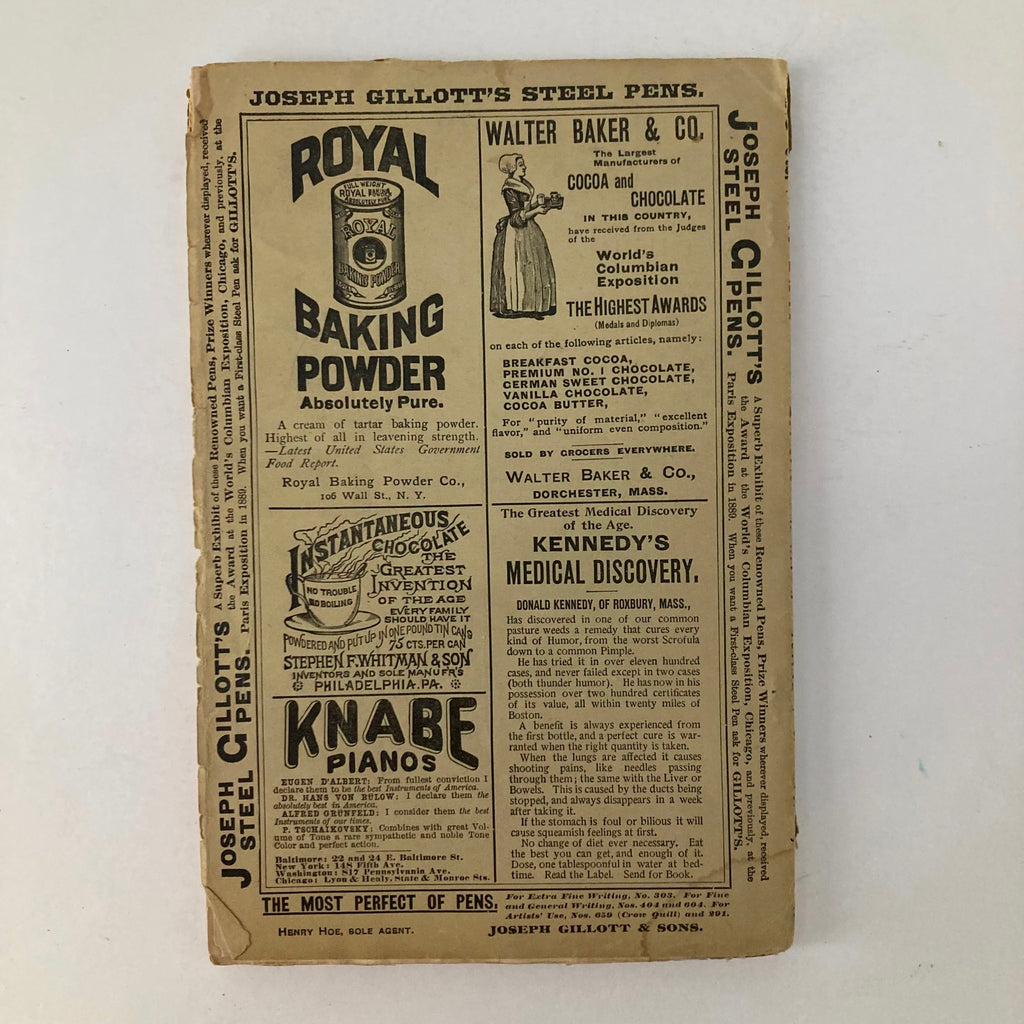 JOSEPH GILLOTT'S STEEL PENS.
JOSEPH GILLOTT'S
STEEL PENS.
A Superb Exhibit of these Renowned Pens, Prize Winners wherever displayed, received
the Award at the World's Columbian Exposition, Chicago, and previously, at the
Paris Exposition in 1889. When you want a First-class Steel Pen ask for GILLOTT'S.
ROYAL
FULL WEIGHT
ROYAL BAKING
ABSOLUTELY PURE
ROYAL
BAKING POWDER
BAKING
POWDER
Absolutely Pure.
A cream of tartar baking powder.
Highest of all in leavening strength.
—Latest United States Government
Food Report.
Royal Baking Powder Co.,
106 Wall St., N. Y.
INSTANTANEOUS
CHOCOLATE
THE
GREATEST
INVENTION
OF THE AGE
EVERY FAMILY
SHOULD HAVE IT
NO TROUBLE
NO BOILING
POWDERED AND PUT UP IN ONE POUND TIN CANS
75 CTS. PER CAN
STEPHEN F. WHITMAN & SON
INVENTORS AND SOLE MANUF'R'S
PHILADELPHIA. PA.
KNABE
PIANOS
EUGEN D'ALBERT: From fullest conviction I
declare them to be the best Instruments of America.
DR. HANS VON BULOW: I declare them the
absolutely best in America.
ALFRED GRUNFELD: I consider them the best
Instruments of our times.
P. TSCHAIKOVSKY: Combines with great Vol-
ume of Tone a rare sympathetic and noble Tone
Color and perfect action.
Baltimore: 22 and 24 E. Baltimore St.
New York: 148 Fifth Ave.
Washington: 817 Pennsylvania Ave.
Chicago: Lyon & Healy, State & Monroe Sts.
WALTER BAKER & CO.
The Largest
Manufacturers of
COCOA and
CHOCOLATE
IN THIS COUNTRY,
have received from the Judges
of the
World's
Columbian
Exposition
THE HIGHEST AWARDS
(Medals and Diplomas)
on each of the following articles, namely:
BREAKFAST COCOA,
PREMIUM NO. 1 CHOCOLATE,
GERMAN SWEET CHOCOLATE,
VANILLA CHOCOLATE,
COCOA BUTTER,
For "purity of material," "excellent
flavor," and "uniform even composition."
SOLD BY GROCERS EVERYWHERE.
WALTER BAKER & CO.,
DORCHESTER, MASS.
The Greatest Medical Discovery
of the Age.
KENNEDY'S
MEDICAL DISCOVERY.
DONALD KENNEDY, OF ROXBURY, MASS.,
Has discovered in one of our common
pasture weeds a remedy that cures every
kind of Humor, from the worst Scrofula
down to a common Pimple.
He has tried it in over eleven hundred
cases, and never failed except in two cases
(both thunder humor). He has now in his
possession over two hundred certificates
of its value, all within twenty miles of
Boston.
A benefit is always experienced from
the first bottle, and a perfect cure is war-
ranted when the right quantity is taken.
When the lungs are affected it causes
shooting pains, like needles passing
through them; the same with the Liver or
Bowels. This is caused by the ducts being
stopped, and always disappears in a week
after taking it.
If the stomach is foul or bilious it will
cause squeamish feelings at first.
No change of diet ever necessary. Eat
the best you can get, and enough of it.
Dose, one tablespoonful in water at bed-
time. Read the Label. Send for Book.
JOSEPH GILLOTT'S
STEEL PENS.
A Superb Exhibit of these Renowned Pens, Prize Winners wherever displayed, received
the Award at the World's Columbian Exposition, Chicago, and previously, at the
Paris Exposition in 1889. When you want a First-class Steel Pen ask for GILLOTT'S.
THE MOST PERFECT OF PENS.
For Extra Fine Writing, No. 303. For Fine
and General Writing, Nos. 404 and 604. For
Artists' Use, Nos. 659 (Crow Quill) and 291.
HENRY HOE, SOLE AGENT.
JOSEPH GILLOTT & SONS.